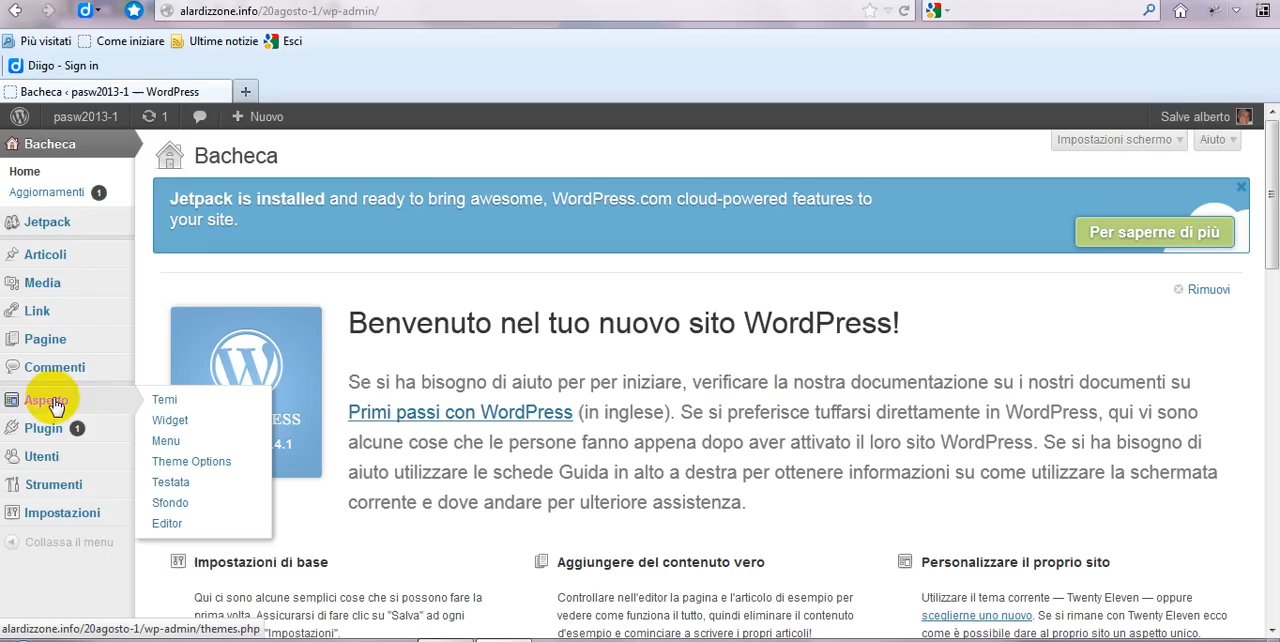 alardizzone.info/20agosto-1/wp-admin/
Più visitati Come iniziare Ultime notizie Esci
Diigo - Sign in
Bacheca ‹ pasw2013-1 — WordPress +
pasw2013-1 1 + Nuovo Salve alberto
Impostazioni schermo Aiuto
Bacheca
Home
Aggiornamenti 1
Jetpack
Articoli
Media
Link
Pagine
Commenti
Aspetto
Plugin 1
Utenti
Strumenti
Impostazioni
Collassa il menu
Temi
Widget
Menu
Theme Options
Testata
Sfondo
Editor
Bacheca
Jetpack is installed and ready to bring awesome, WordPress.com cloud-powered features to
your site.
Per saperne di più
Rimuovi
ESS
4.1
Benvenuto nel tuo nuovo sito WordPress!
Se si ha bisogno di aiuto per per iniziare, verificare la nostra documentazione su i nostri documenti su
Primi passi con WordPress (in inglese). Se si preferisce tuffarsi direttamente in WordPress, qui vi sono
alcune cose che le persone fanno appena dopo aver attivato il loro sito WordPress. Se si ha bisogno di
aiuto utilizzare le schede Guida in alto a destra per ottenere informazioni su come utilizzare la schermata
corrente e dove andare per ulteriore assistenza.
Impostazioni di base
Qui ci sono alcune semplici cose che si possono fare la
prima volta. Assicurarsi di fare clic su "Salva" ad ogni
"Impostazioni".
Aggiungere del contenuto vero
Controllare nell'editor la pagina e l'articolo di esempio per
vedere come funziona il tutto, quindi eliminare il contenuto
d'esempio e cominciare a scrivere i propri articoli!
Personalizzare il proprio sito
Utilizzare il tema corrente — Twenty Eleven — oppure
sceglierne uno nuovo. Se si rimane con Twenty Eleven ecco
come è possibile dare al proprio sito un aspetto unico.
alardizzone.info/20agosto-1/wp-admin/themes.php